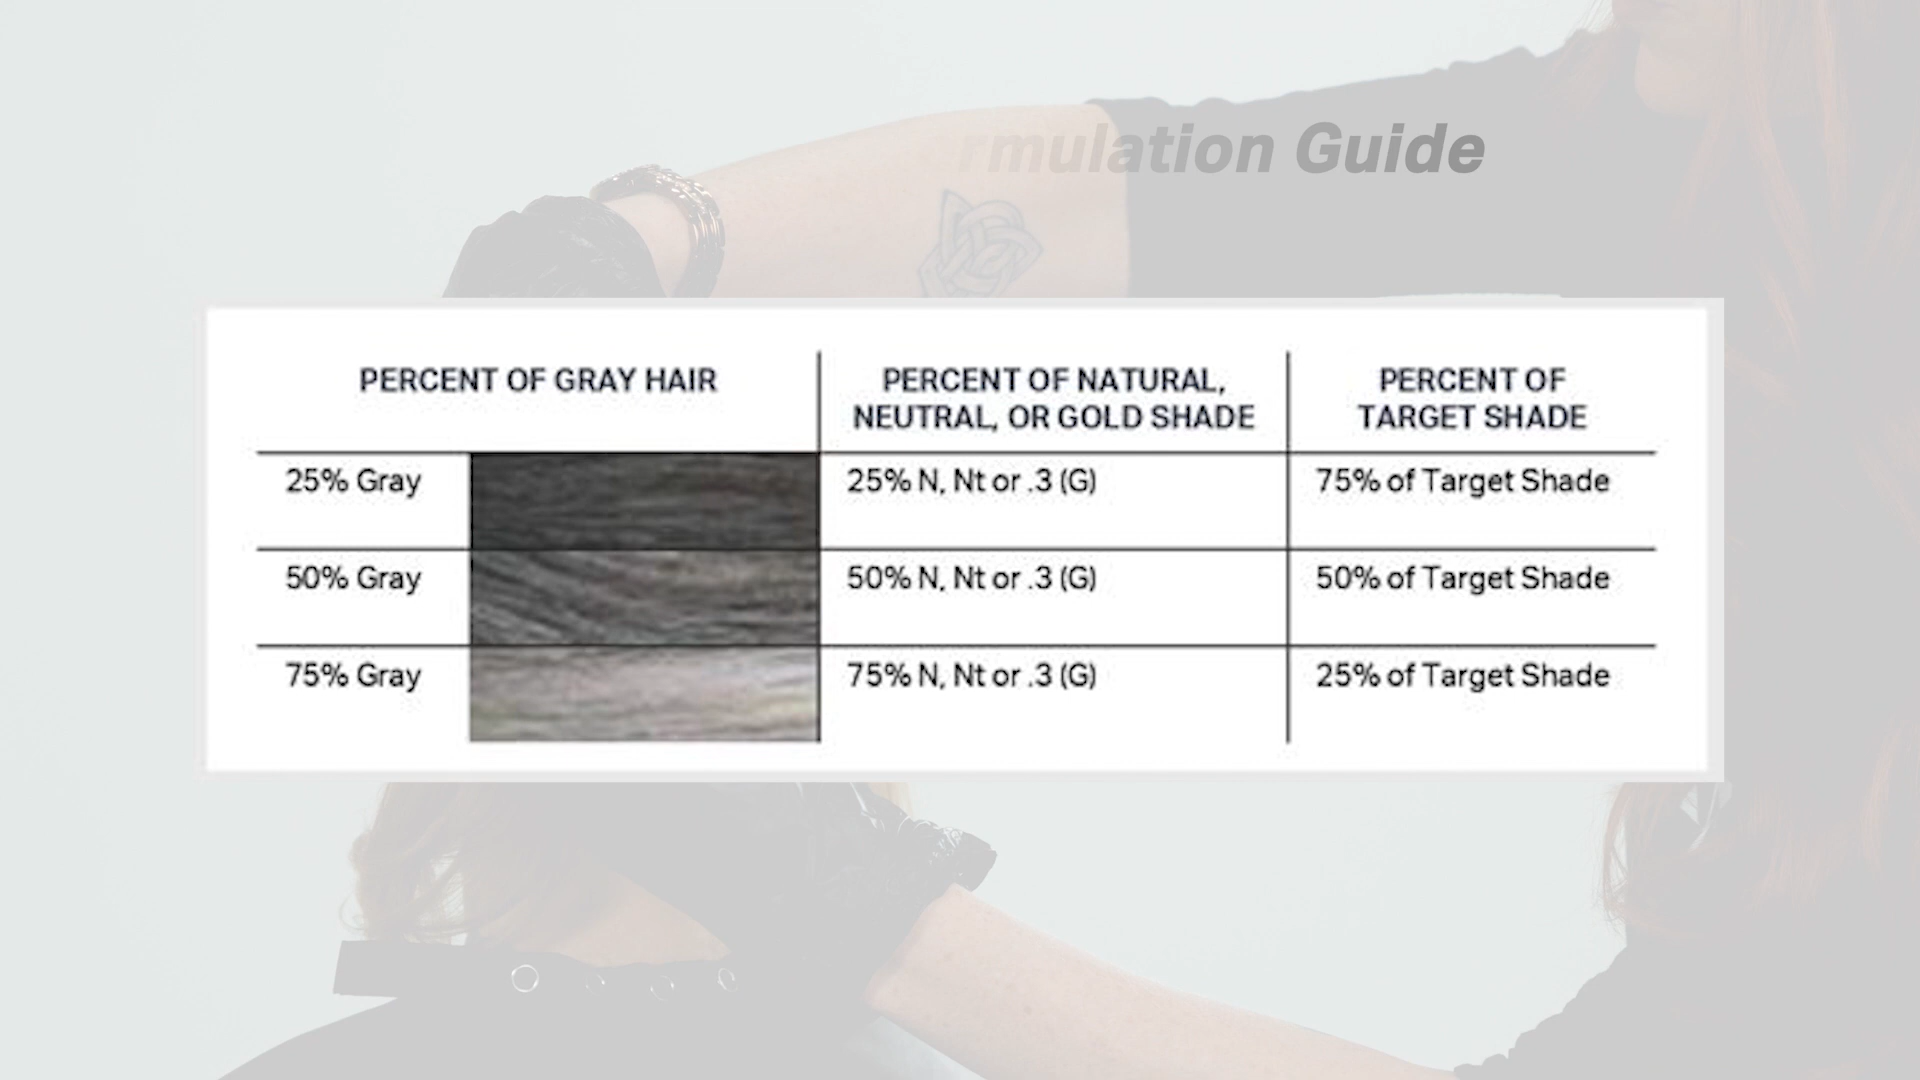 rmulation Guide
PERCENT OF GRAY HAIR
PERCENT OF NATURAL,
NEUTRAL, OR GOLD SHADE
PERCENT OF
TARGET SHADE
25% Gray
25% N, Nt or .3 (G)
75% of Target Shade
50% Gray
50% N, Nt or .3 (G)
50% of Target Shade
75% Gray
75% N, Nt or .3 (G)
25% of Target Shade